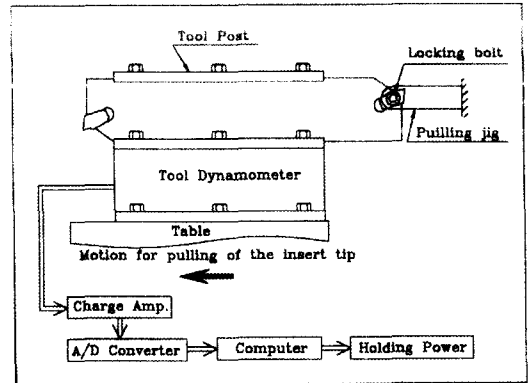 Tool Post
Locking bolt
Puilling jig
Tool Dynamometer
Table
Motion for pulling of the insert tip
Charge Amp.
A/D Converter
Computer
Holding Power